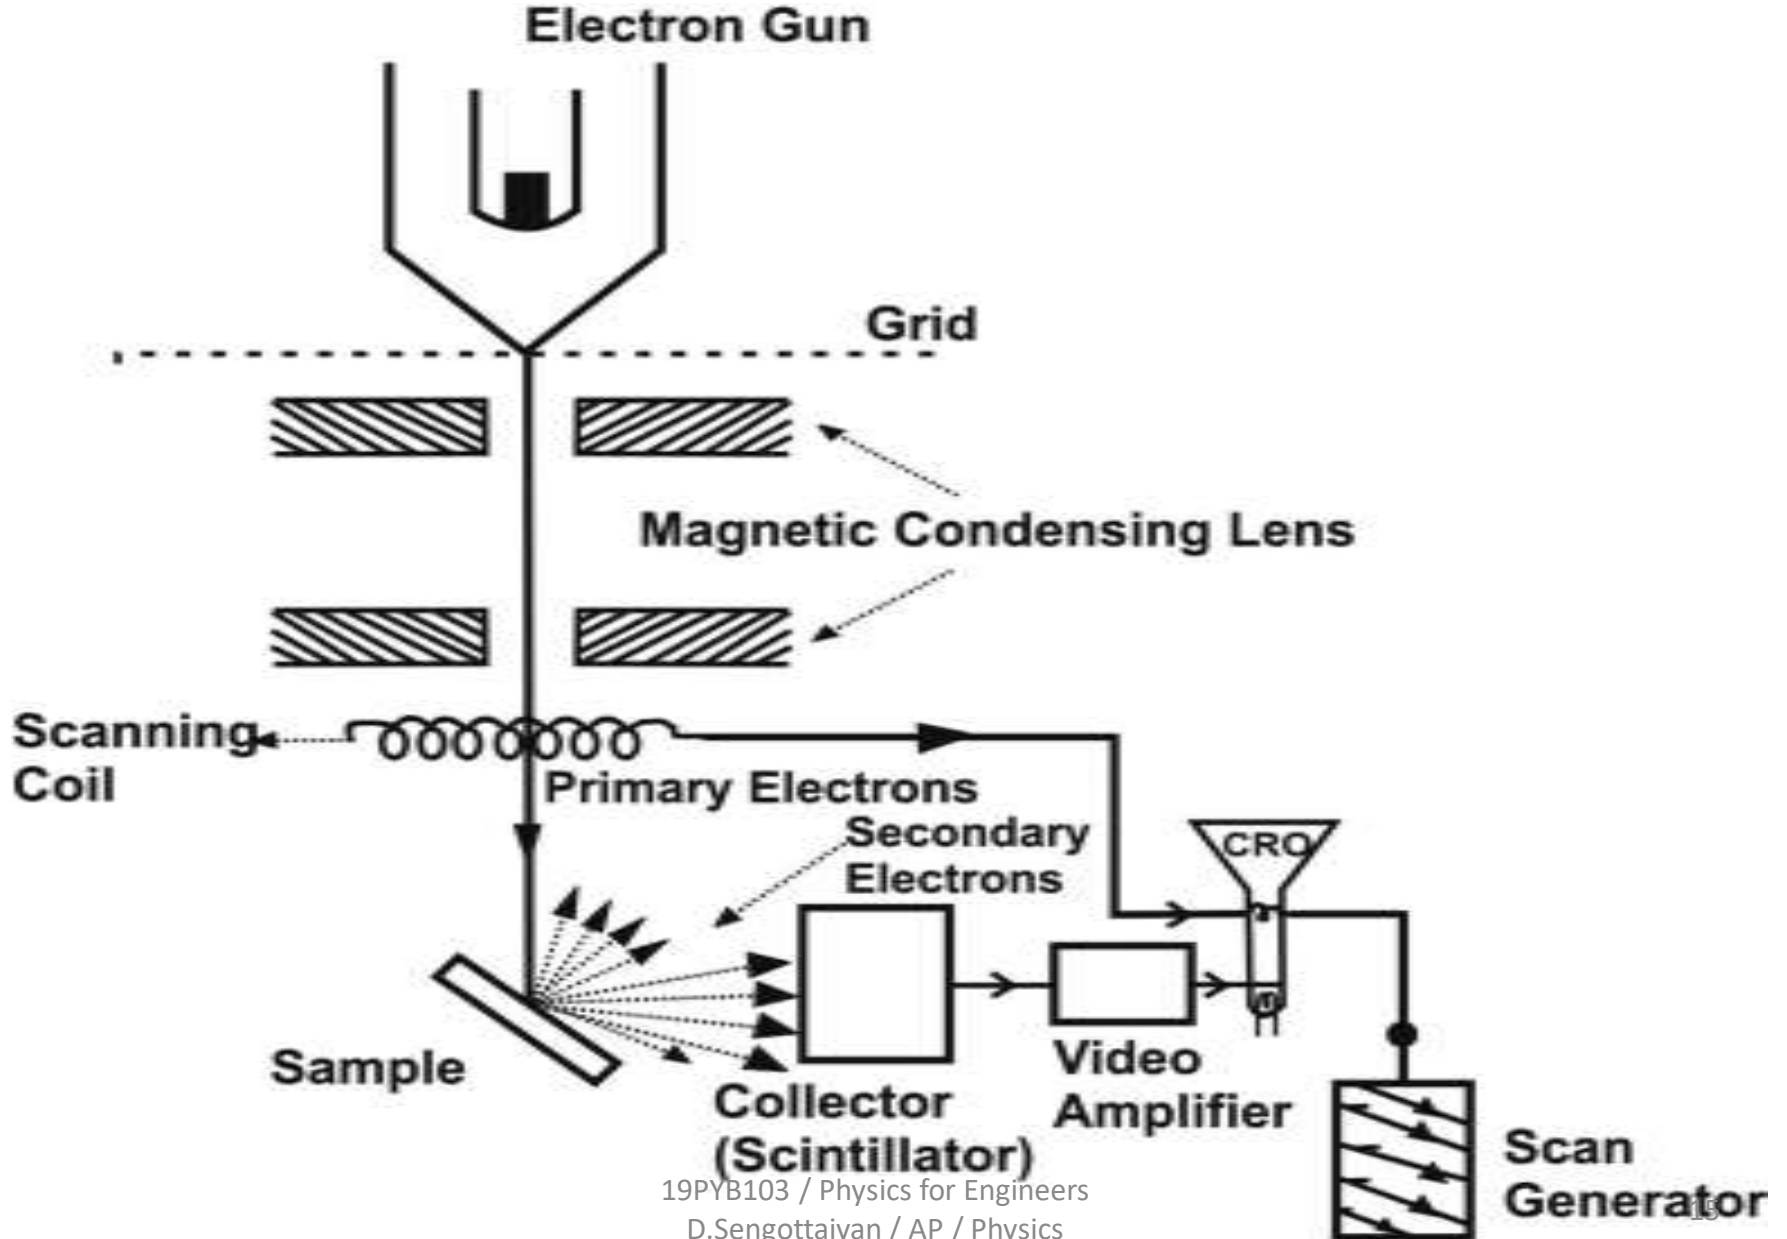 Electron Gun
Grid
Magnetic Condensing Lens
Scanning
Coil
Primary Electrons
Secondary
Electrons
CRO
Sample
Collector
(Scintillator)
Video
Amplifier
Scan
Generator
19PYB103 / Physics for Engineers
D.Sengottaiyan / AP / Physics